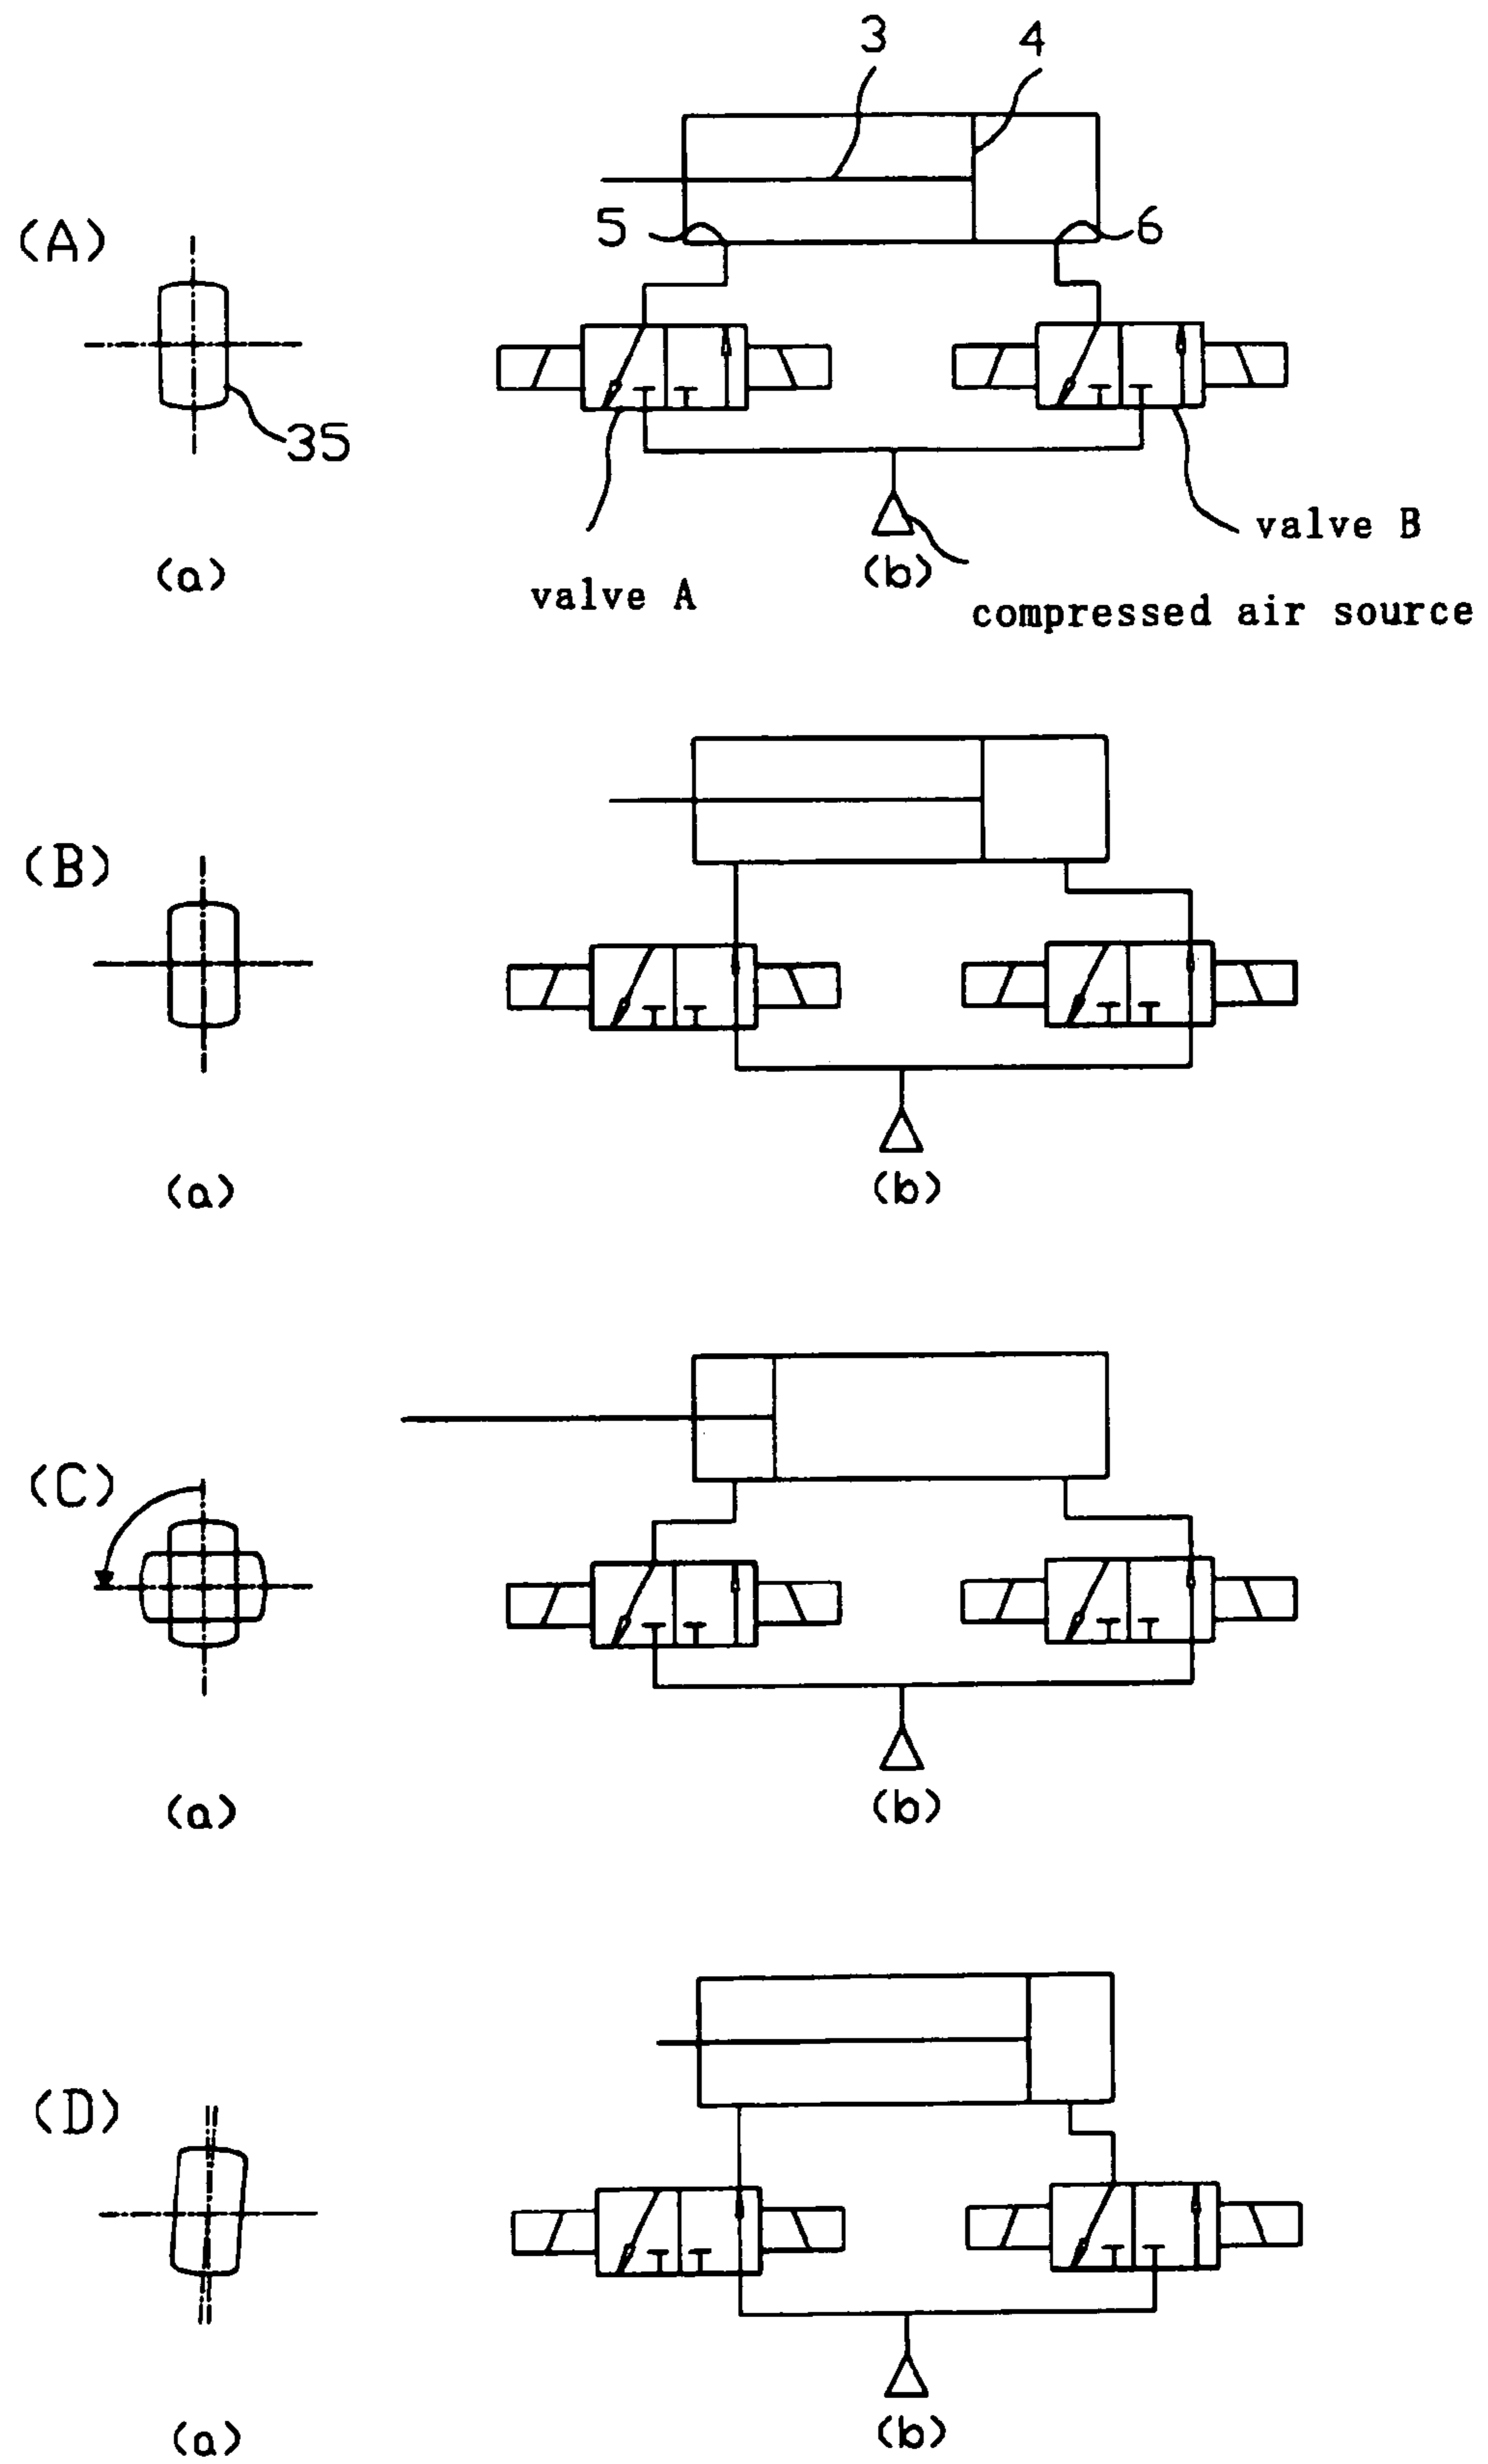 3 4
(A) 5 6
35
valve B
(a) valve A (b)
compressed air source
(B)
(a) (b)
(C)
(a) (b)
(D)
(a) (b)